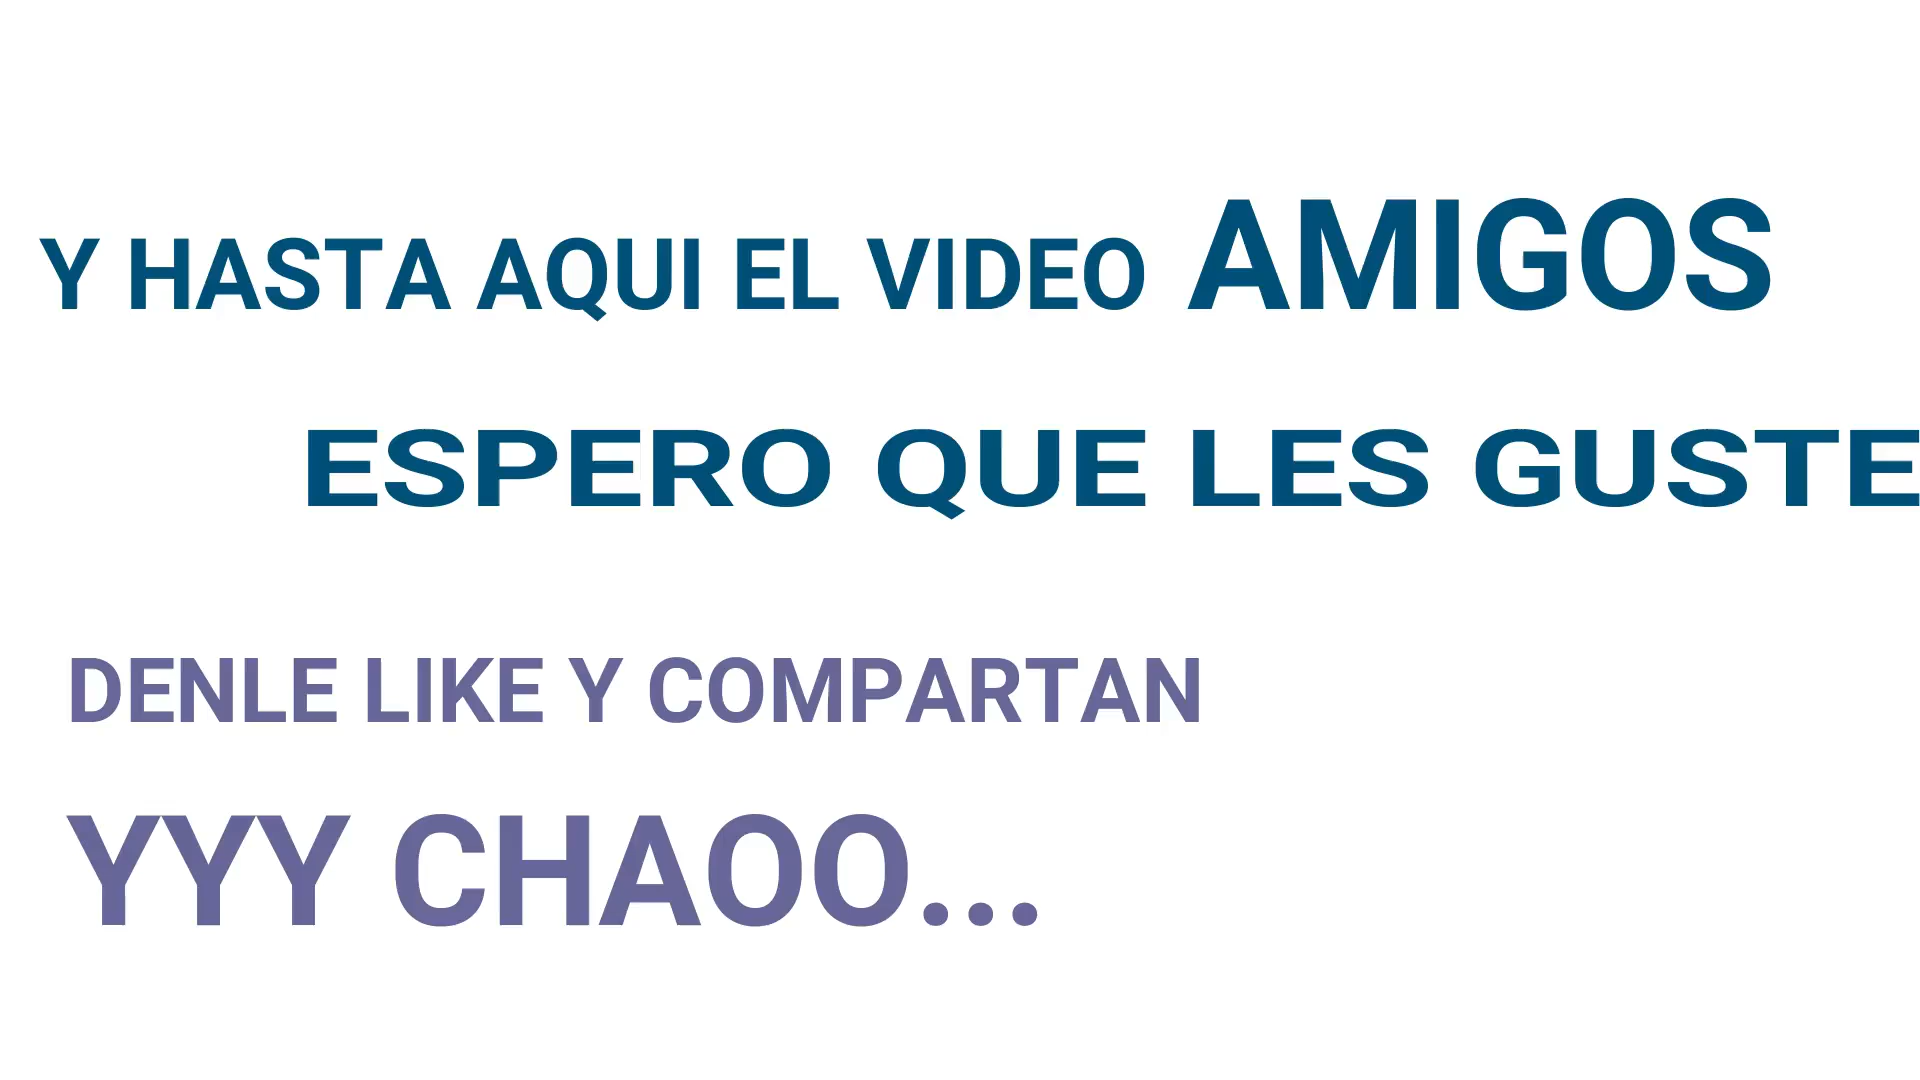 Y HASTA AQUI EL VIDEO AMIGOS
ESPERO QUE LES GUSTE
DENLE LIKE Y COMPARTAN
YYY CHAOO...